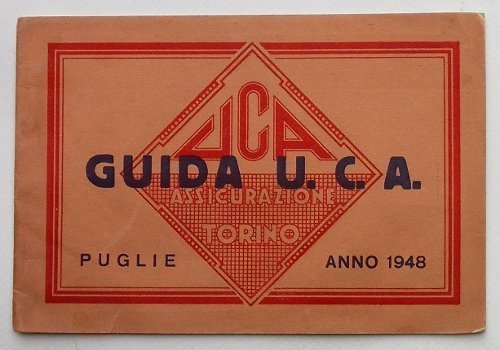 UCA
GUIDA U. C. A.
ASSICURAZIONE
TORINO
PUGLIE ANNO 1948